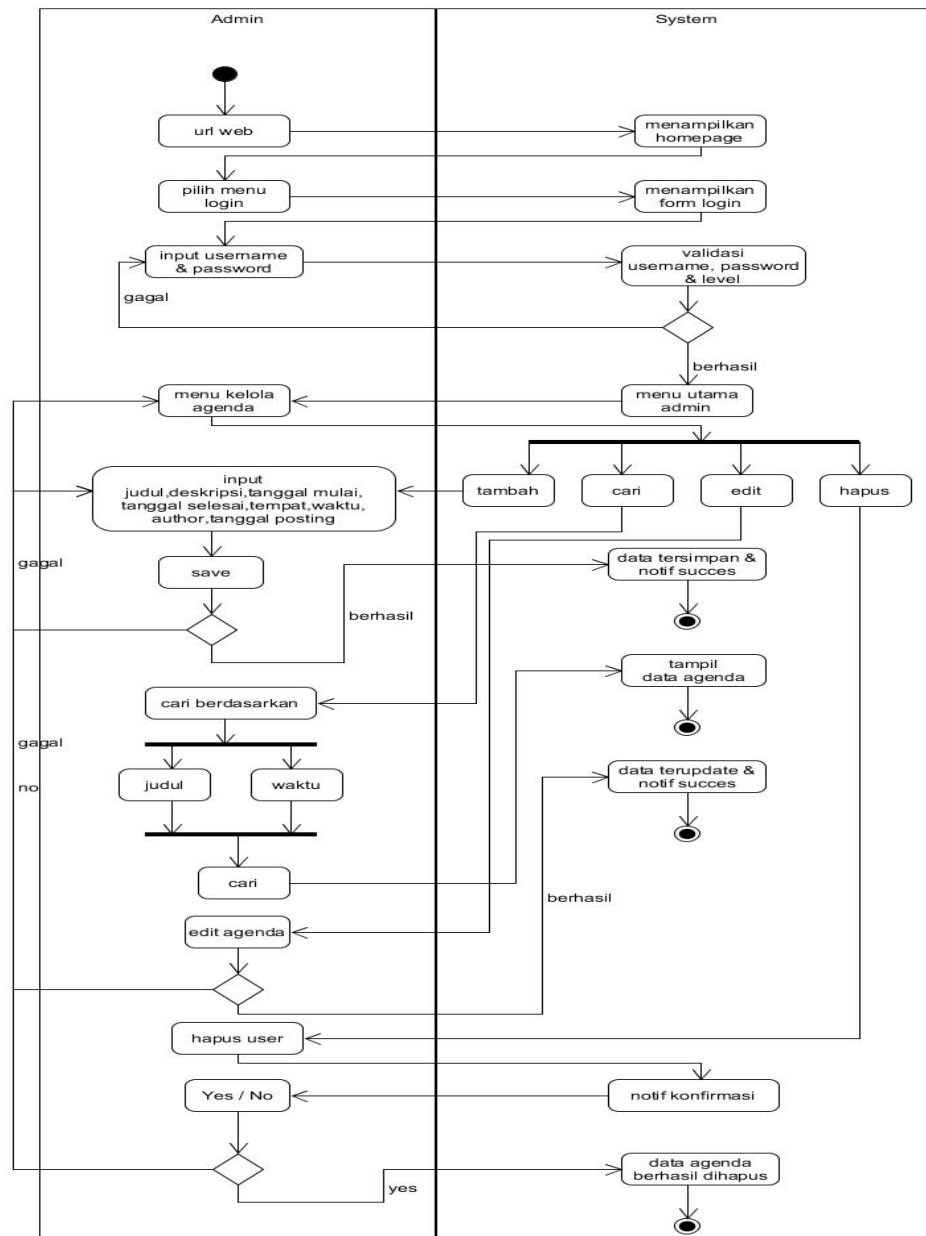 Admin
System
url web
menampilkan
homepage
pilih menu
login
menampilkan
form login
input username
& password
validasi
username, password
& level
gagal
berhasil
menu kelola
agenda
menu utama
admin
input
judul,deskripsi,tanggal mulai,
tanggal selesai,tempat,waktu,
author,tanggal posting
tambah
cari
edit
hapus
gagal
save
data tersimpan &
notif succes
berhasil
tampil
data agenda
cari berdasarkan
gagal
no
judul
waktu
data terupdate &
notif succes
cari
berhasil
edit agenda
hapus user
Yes / No
notif konfirmasi
yes
data agenda
berhasil dihapus